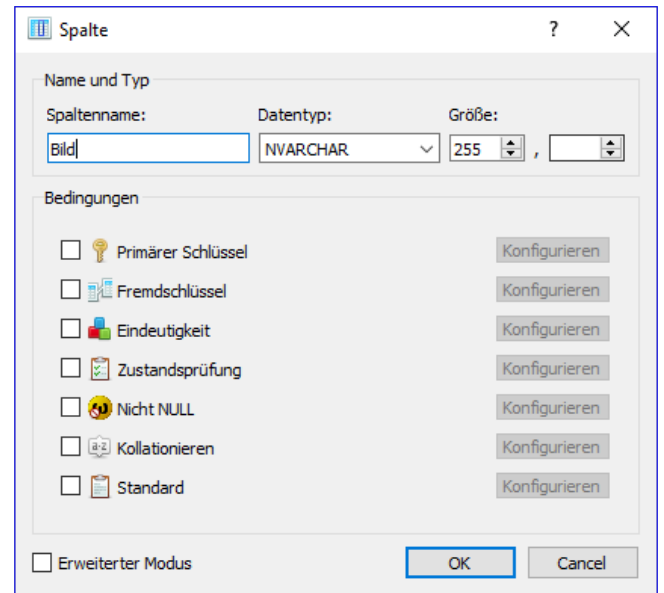 Spalte ?
Name und Typ
Spaltenname: Datentyp: Größe:
Bild NVARCHAR 255 ,
Bedingungen
Primärer Schlüssel Konfigurieren
Fremdschlüssel Konfigurieren
Eindeutigkeit Konfigurieren
Zustandsprüfung Konfigurieren
Nicht NULL Konfigurieren
a-z Kollationieren Konfigurieren
Standard Konfigurieren
Erweiterter Modus OK Cancel